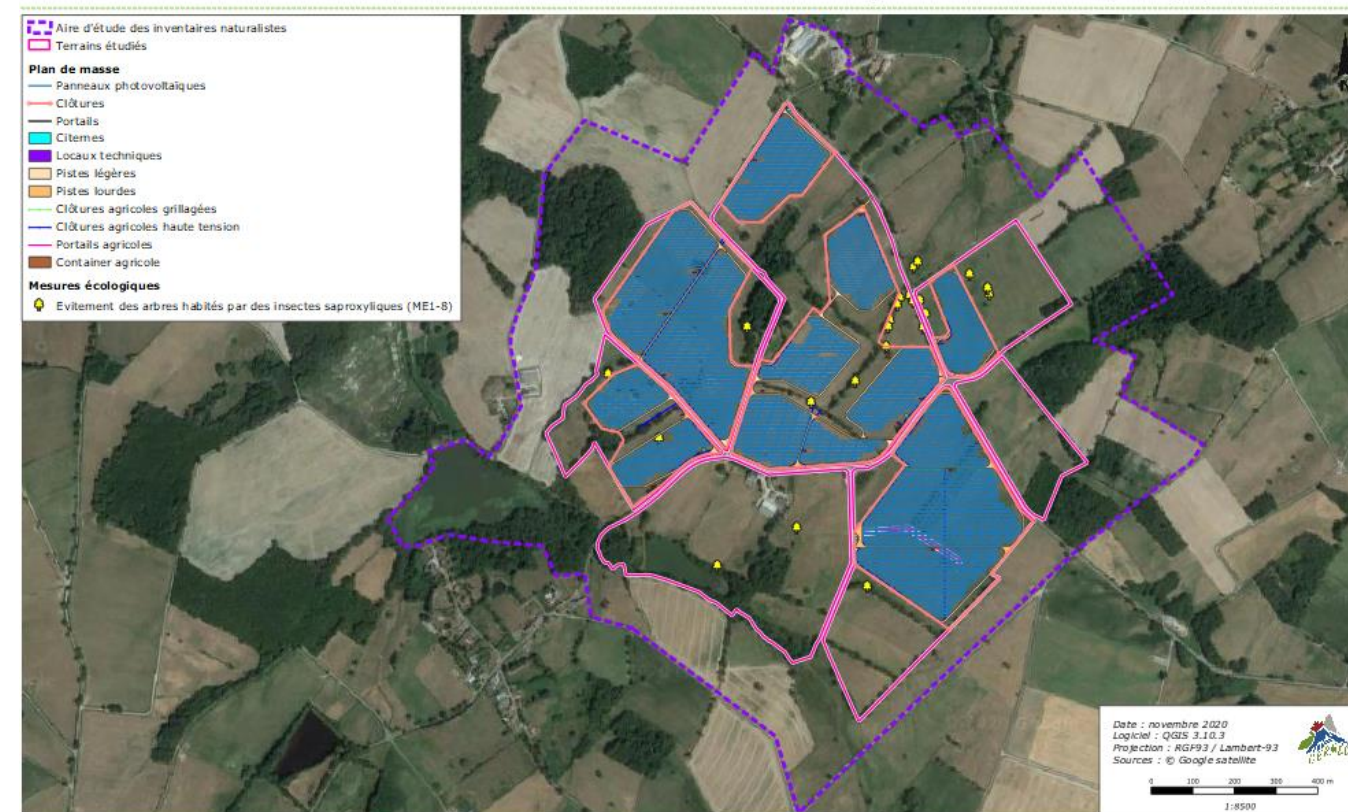 Aire d'étude des inventaires naturalistes
Terrains étudiés
Plan de masse
Panneaux photovoltaïques
Clôtures
Portails
Citernes
Locaux techniques
Pistes légères
Pistes lourdes
Clôtures agricoles grillagées
Clôtures agricoles haute tension
Portails agricoles
Container agricole
Mesures écologiques
Evitement des arbres habités par des insectes saproxyliques (ME1-8)
Date : novembre 2020
Logiciel : QGIS 3.10.3
Projection : RGF93 / Lambert-93
Sources : © Google satellite
0 100 200 300 400 m
1:8500